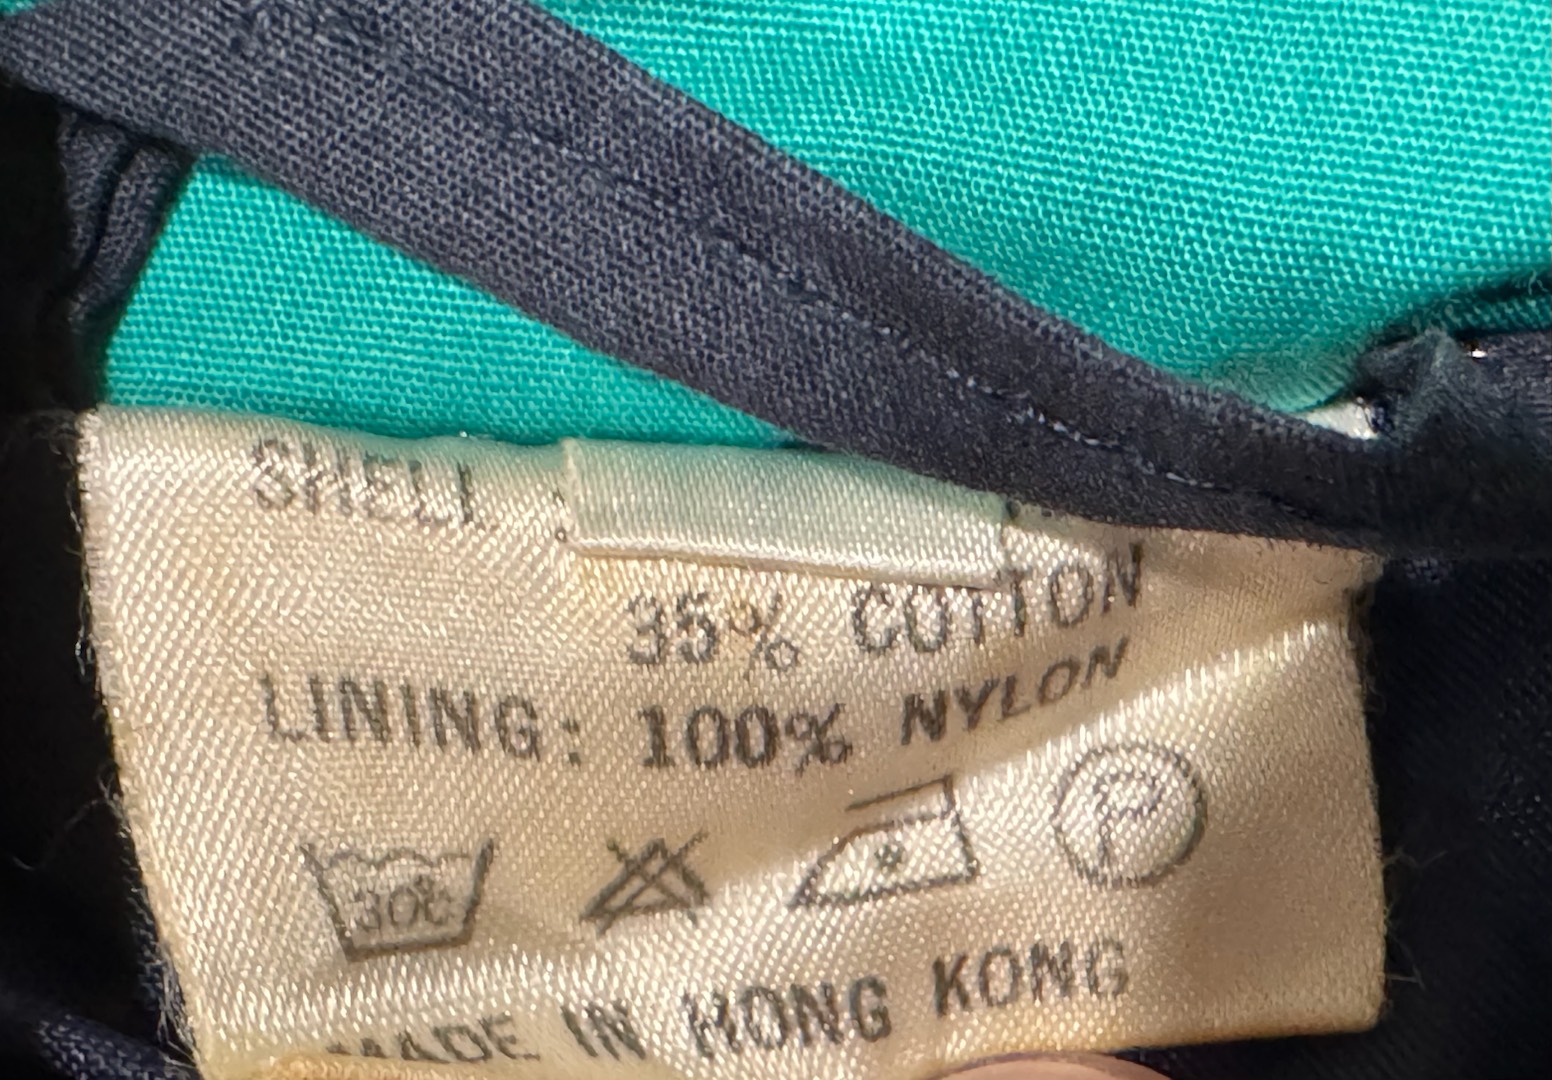 SHELL :
35% COTTON
LINING: 100% NYLON
30°c P
MADE IN HONG KONG